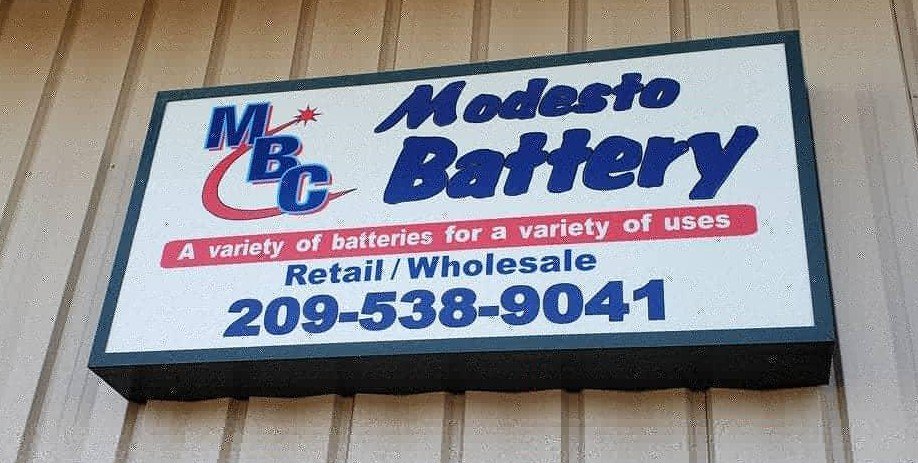 MBC
Modesto
Battery
A variety of batteries for a variety of uses
Retail / Wholesale
209-538-9041